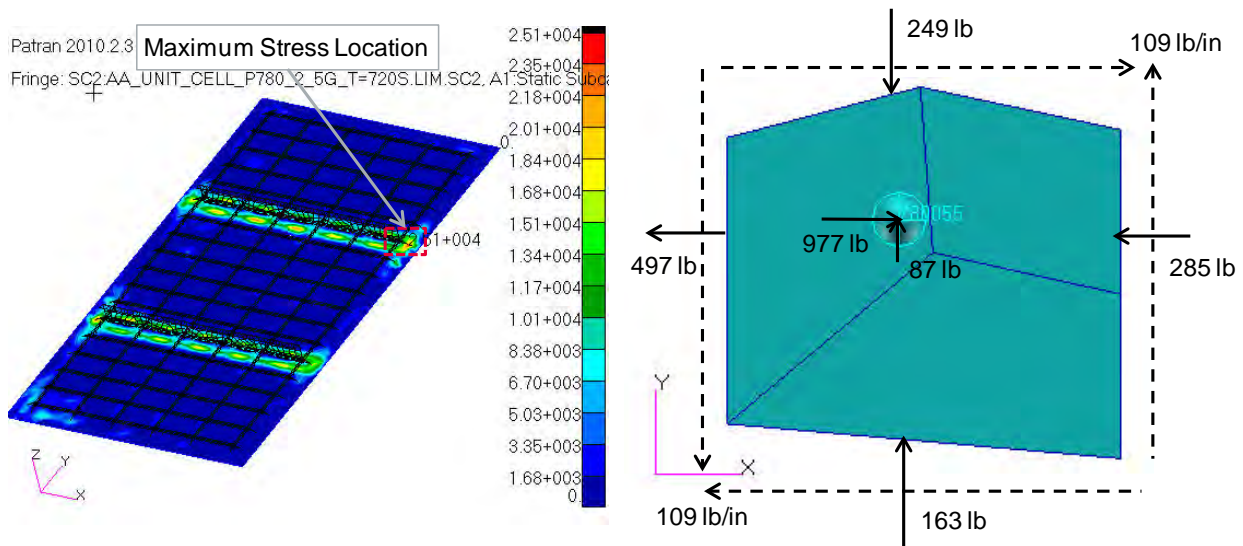 Patran 2010.2.3
Maximum Stress Location
Fringe: SC2:AA_UNIT_CELL_P780_2_5G_T=720S.LIM.SC2, A1:Static Subca
2.51+004
2.35+004
2.18+004
2.01+004
1.84+004
1.68+004
1.51+004
1.34+004
1.17+004
1.01+004
8.38+003
6.70+003
5.03+003
3.35+003
1.68+003
0.
0.
Z
Y
X
249 lb
109 lb/in
497 lb
977 lb
87 lb
285 lb
Y
X
109 lb/in
163 lb